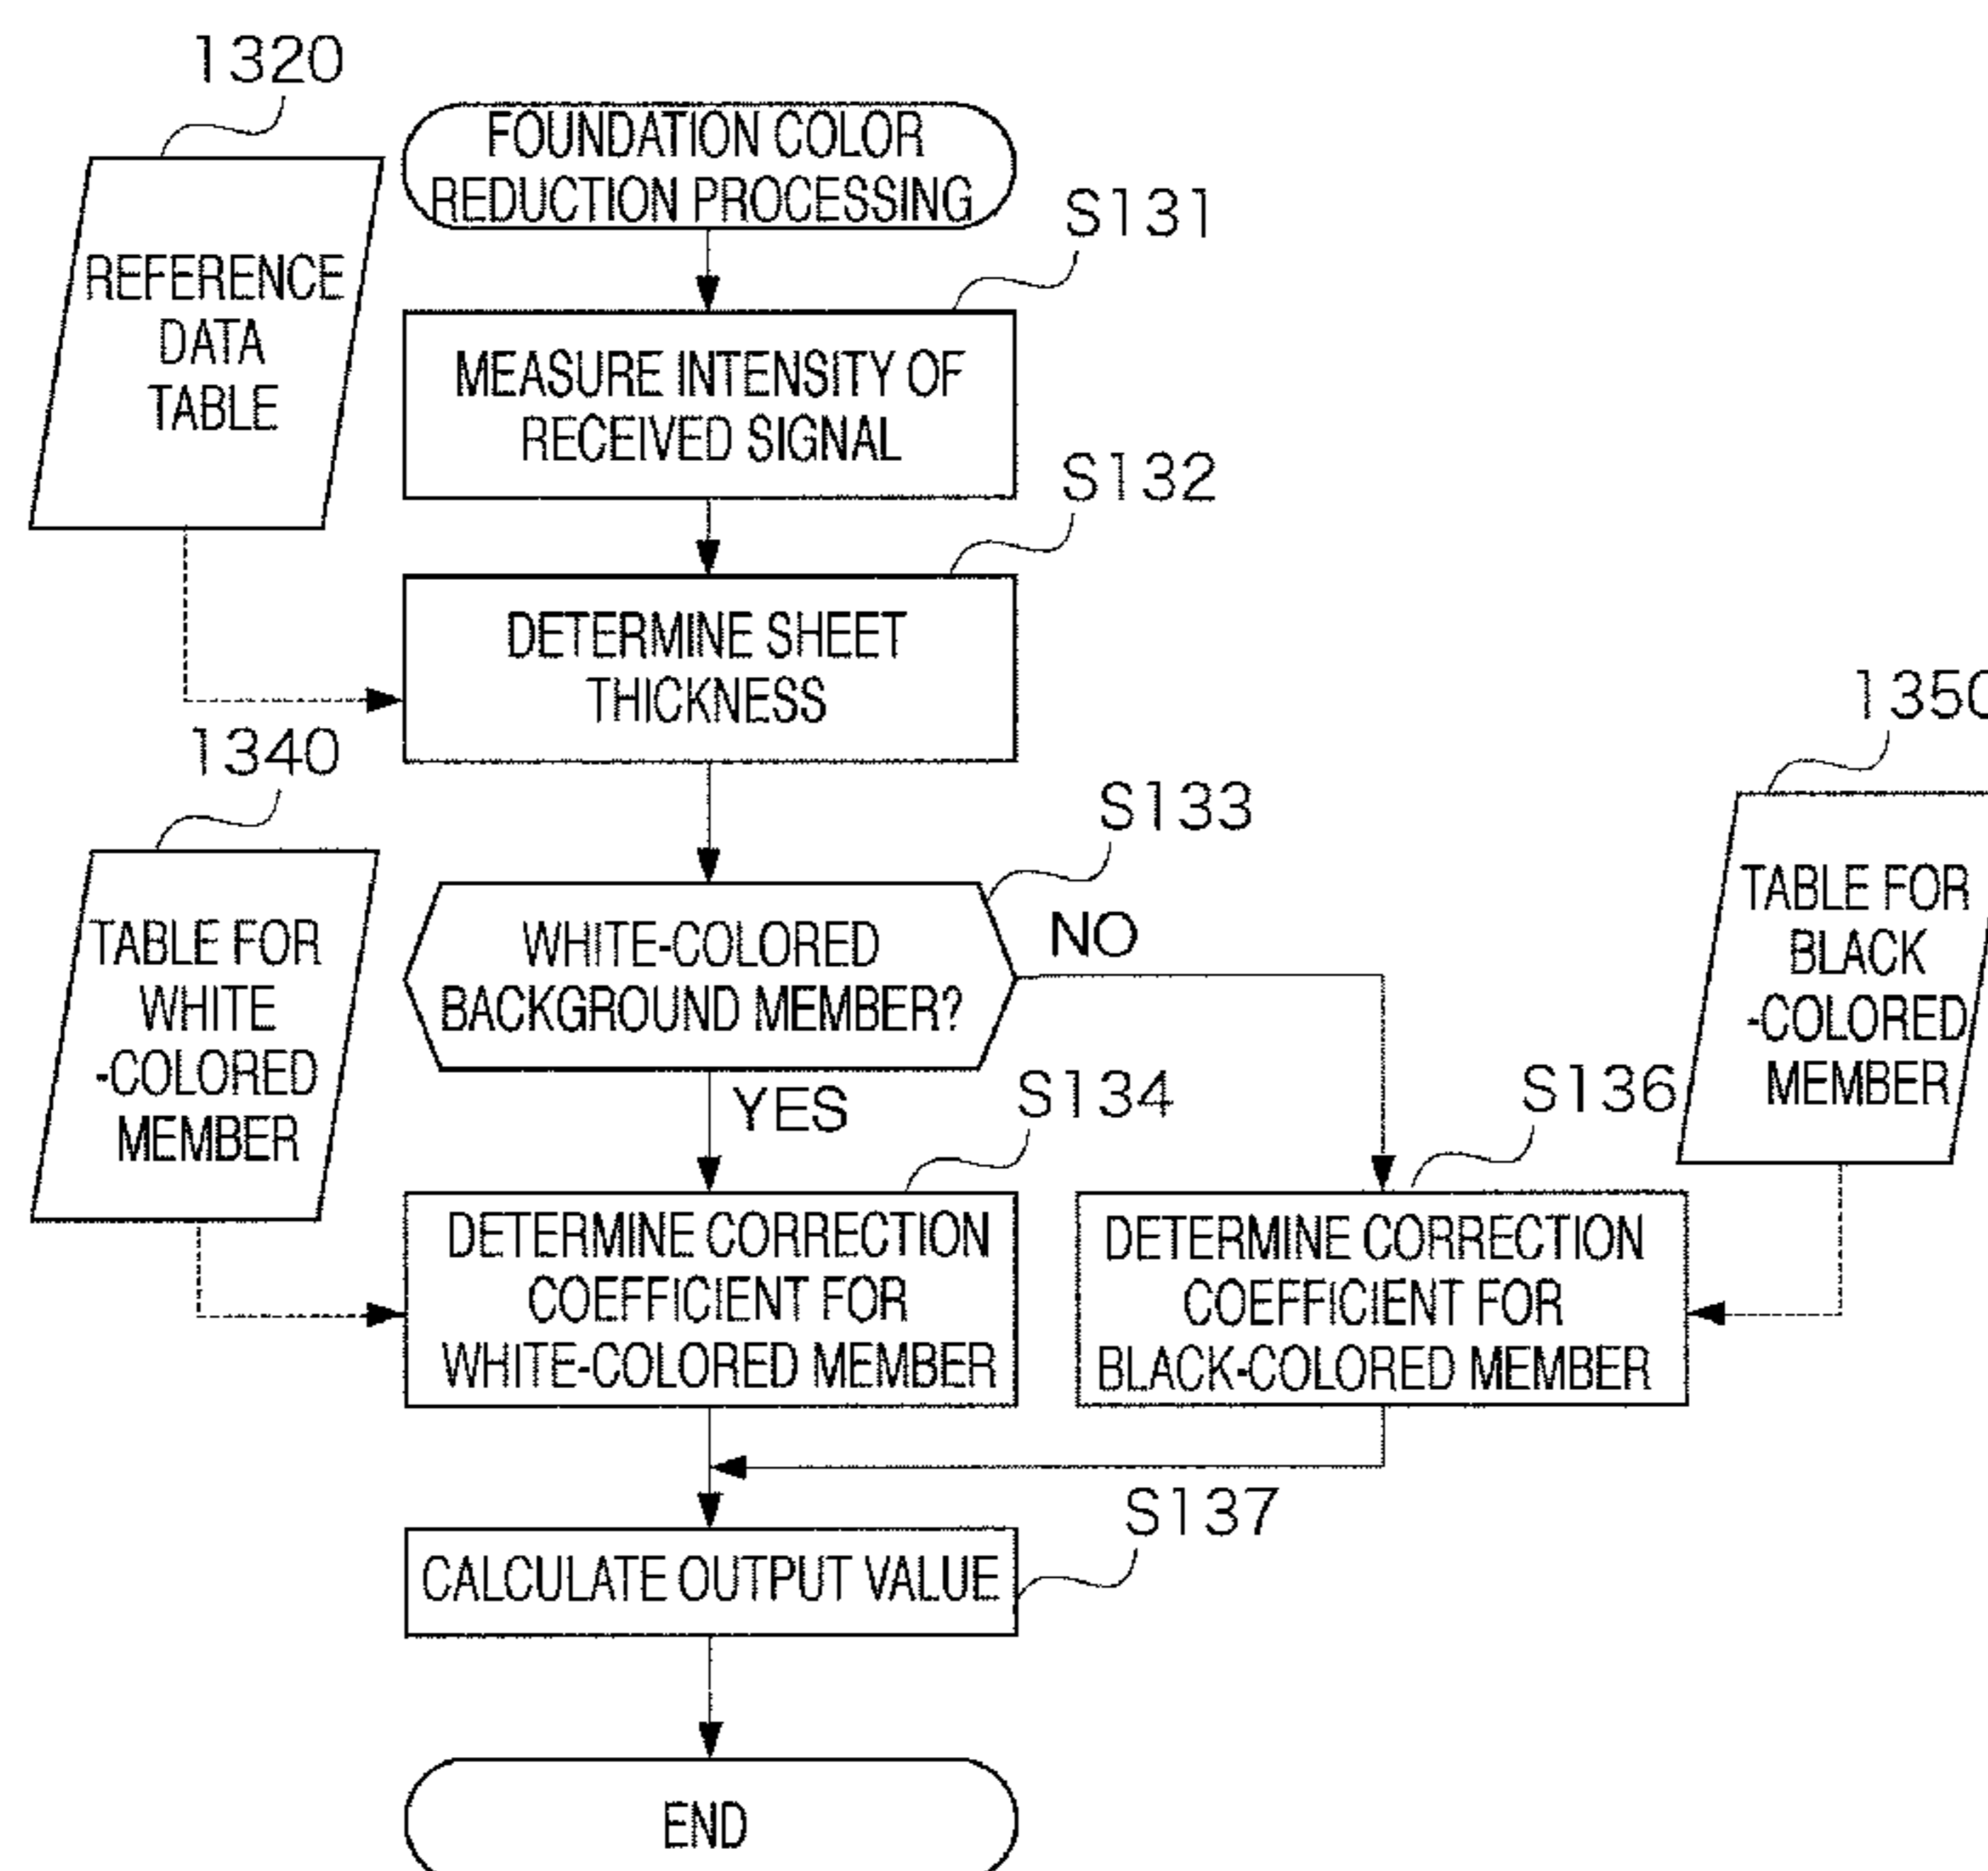 1320
FOUNDATION COLOR
REDUCTION PROCESSING
S131
REFERENCE
DATA
TABLE
MEASURE INTENSITY OF
RECEIVED SIGNAL
S132
DETERMINE SHEET
THICKNESS
1340
1350
S133
TABLE FOR
WHITE
-COLORED
MEMBER
WHITE-COLORED
BACKGROUND MEMBER?
NO
TABLE FOR
BLACK
-COLORED
MEMBER
YES
S134
S136
DETERMINE CORRECTION
COEFFICIENT FOR
WHITE-COLORED MEMBER
DETERMINE CORRECTION
COEFFICIENT FOR
BLACK-COLORED MEMBER
S137
CALCULATE OUTPUT VALUE
END